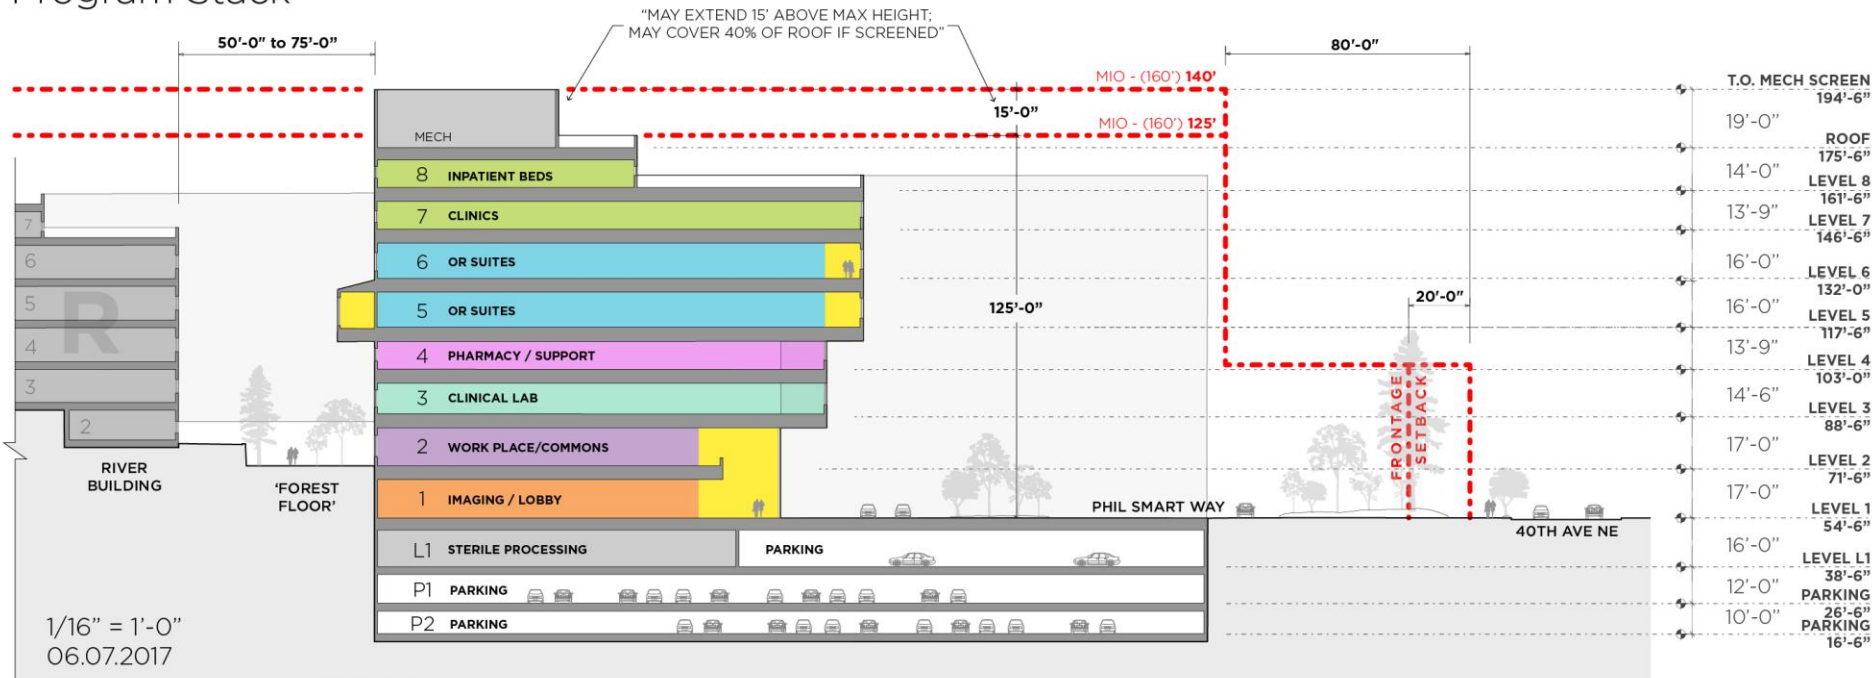 Program Stack
"MAY EXTEND 15' ABOVE MAX HEIGHT;
MAY COVER 40% OF ROOF IF SCREENED"
50'-0" to 75'-0"
80'-0"
MIO - (160') 140'
15'-0"
MIO - (160') 125'
125'-0"
20'-0"
MECH
8 INPATIENT BEDS
7 CLINICS
6 OR SUITES
5 OR SUITES
4 PHARMACY / SUPPORT
3 CLINICAL LAB
2 WORK PLACE/COMMONS
1 IMAGING / LOBBY
L1 STERILE PROCESSING
PARKING
P1 PARKING
P2 PARKING
7
6
5
R
4
3
2
RIVER
BUILDING
'FOREST
FLOOR'
PHIL SMART WAY
FRONTAGE
SETBACK
40TH AVE NE
T.O. MECH SCREEN
194'-6"
19'-0"
ROOF
175'-6"
14'-0"
LEVEL 8
161'-6"
13'-9"
LEVEL 7
146'-6"
16'-0"
LEVEL 6
132'-0"
16'-0"
LEVEL 5
117'-6"
13'-9"
LEVEL 4
103'-0"
14'-6"
LEVEL 3
88'-6"
17'-0"
LEVEL 2
71'-6"
17'-0"
LEVEL 1
54'-6"
16'-0"
LEVEL L1
38'-6"
12'-0"
PARKING
26'-6"
10'-0"
PARKING
16'-6"
1/16" = 1'-0"
06.07.2017